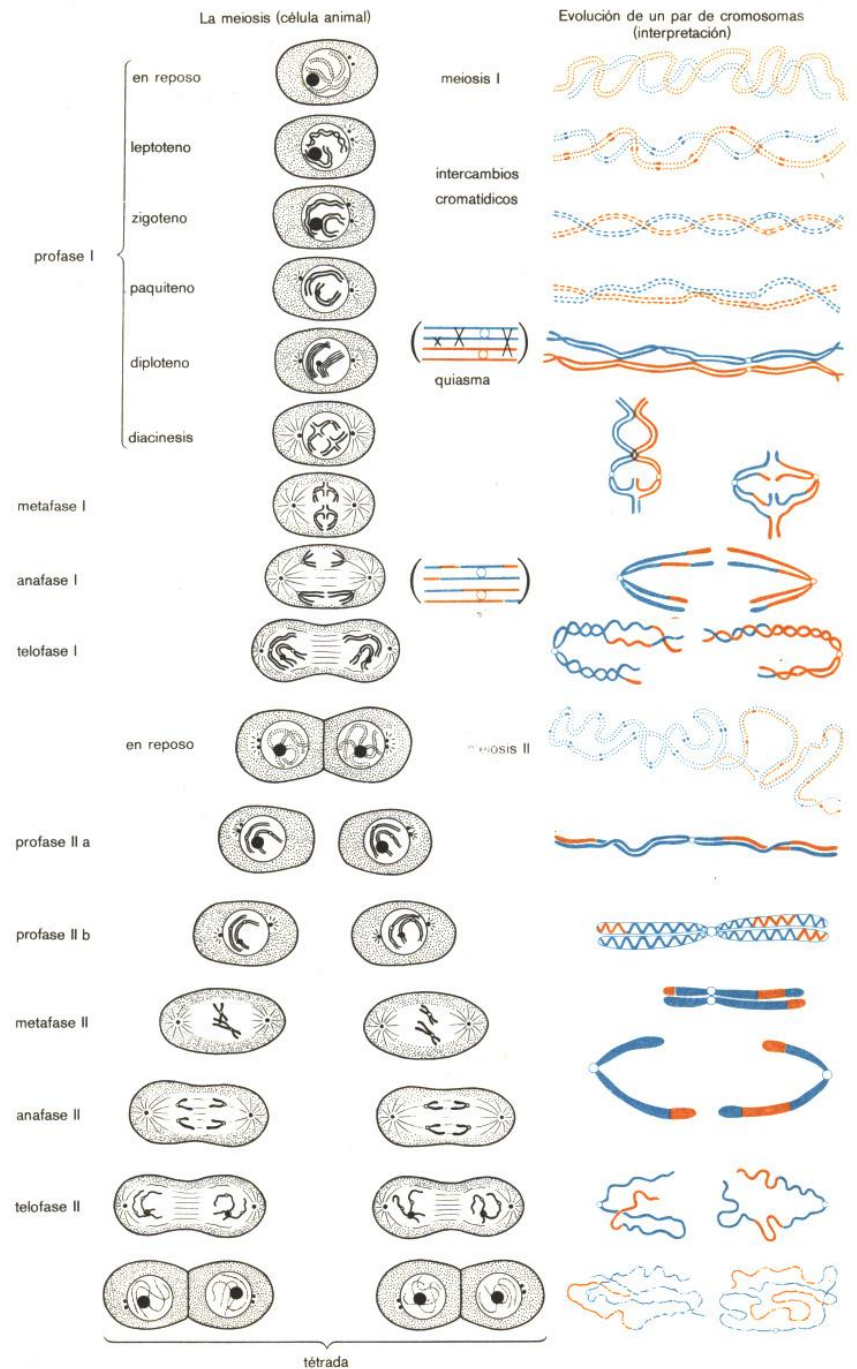 La meiosis (célula animal)
Evolución de un par de cromosomas
(interpretación)
en reposo
meiosis I
leptoteno
intercambios
cromatídicos
zigoteno
profase I
paquiteno
diploteno
quiasma
diacinesis
metafase I
anafase I
telofase I
en reposo
eiosis II
profase II a
profase II b
metafase II
anafase II
telofase II
tétrada